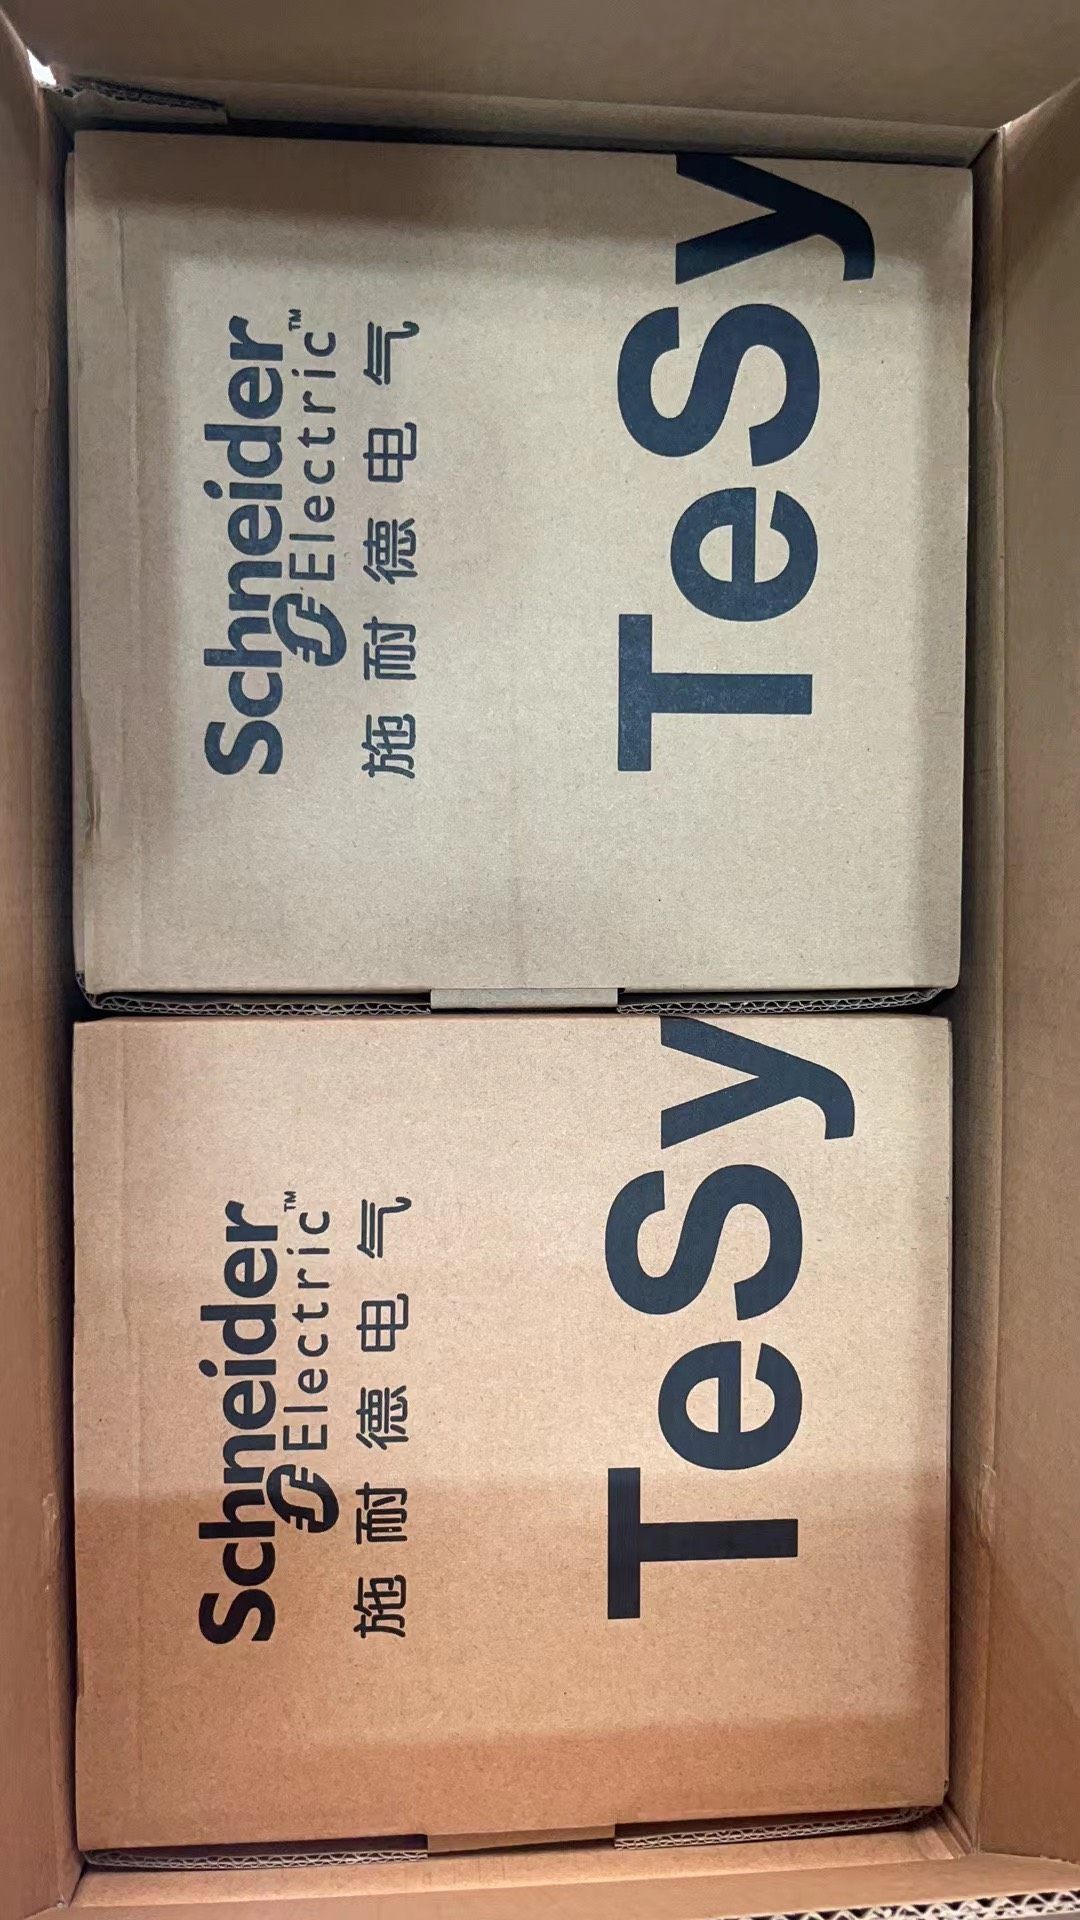 Schneider
Electric™
施耐德电气
TeSy
Schneider
Electric™
施耐德电气
TeSy